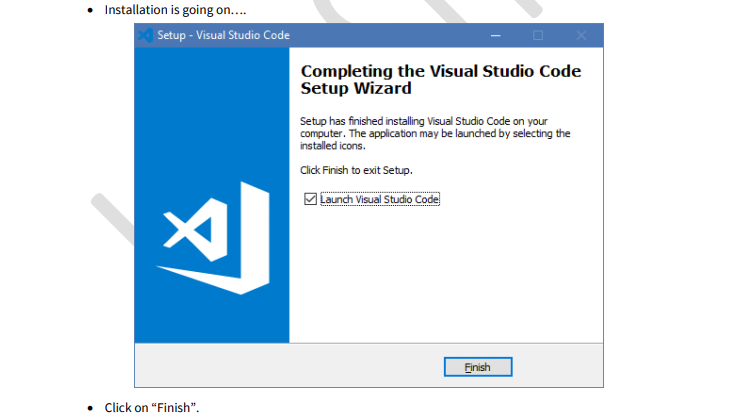 • Installation is going on....
Setup - Visual Studio Code
Completing the Visual Studio Code
Setup Wizard
Setup has finished installing Visual Studio Code on your
computer. The application may be launched by selecting the
installed icons.
Click Finish to exit Setup.
Launch Visual Studio Code
Finish
• Click on “Finish”.